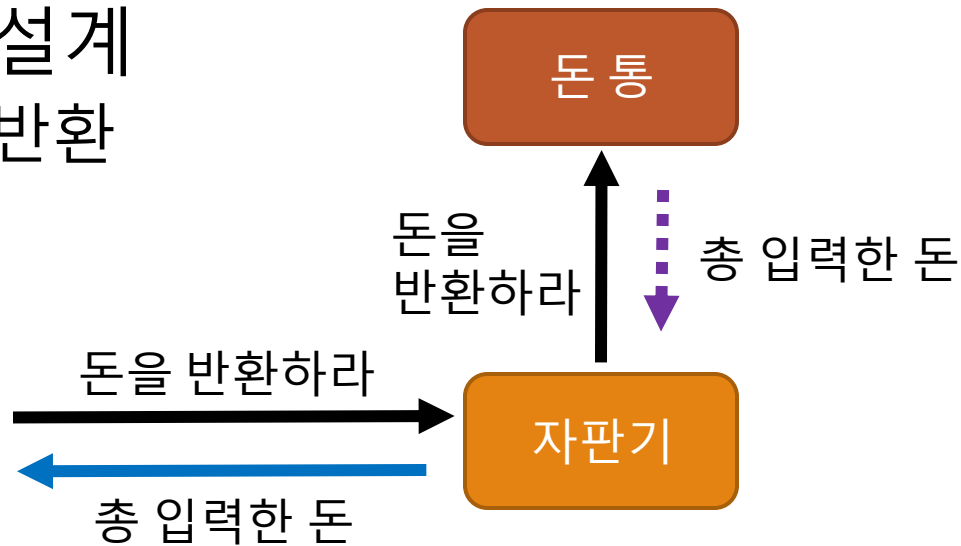 설계
반환
돈 통
돈을
반환하라
총 입력한 돈
돈을 반환하라
자판기
총 입력한 돈